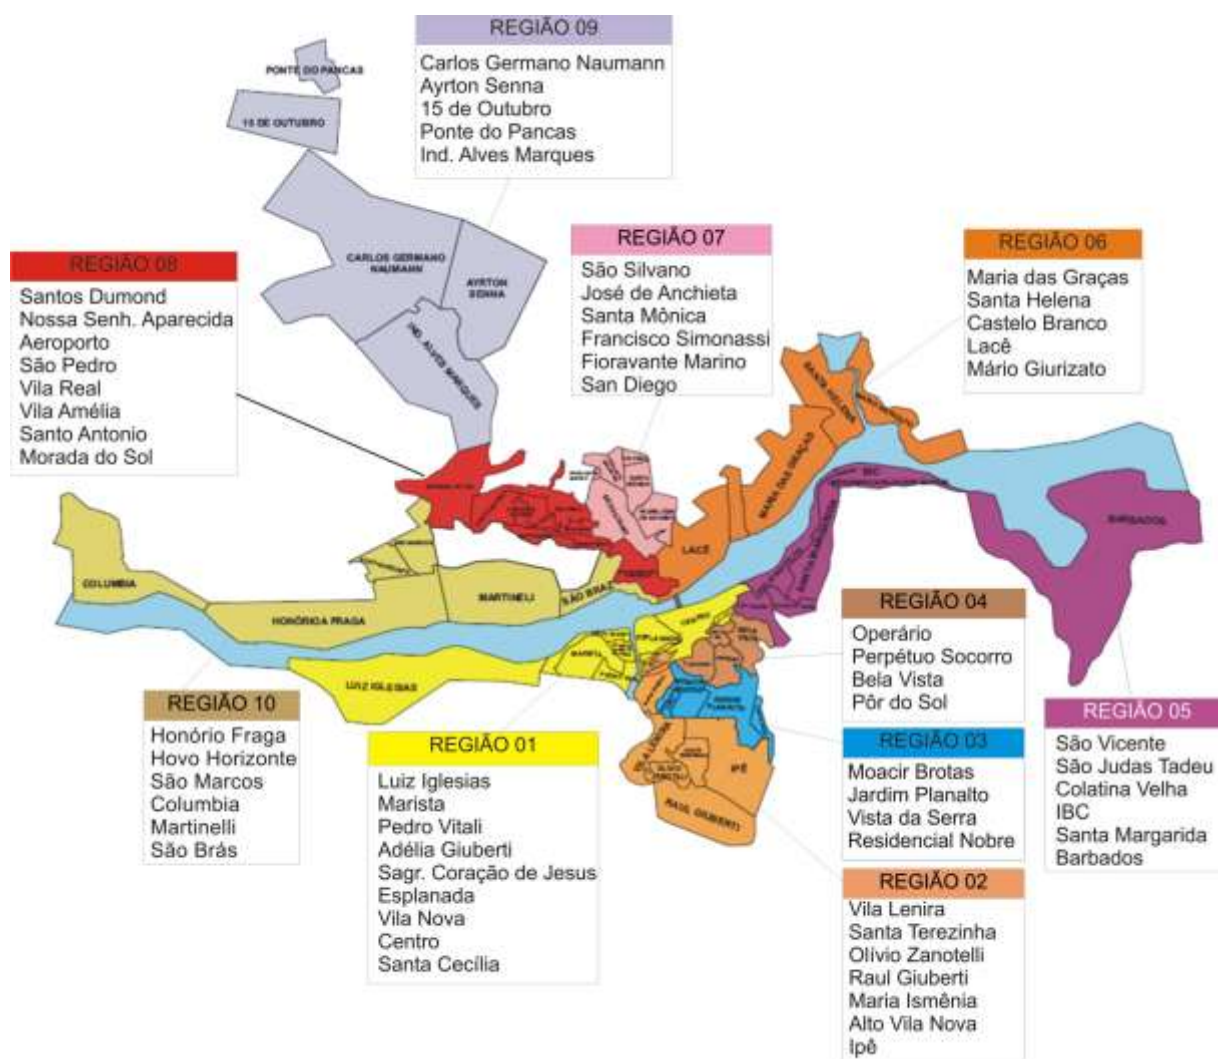 REGIÃO 09
Carlos Germano Naumann
Ayrton Senna
15 de Outubro
Ponte do Pancas
Ind. Alves Marques
PONTE DO PANCAS
15 DE OUTUBRO
CARLOS GERMANO
NAUMANN
AYRTON
SENNA
IND. ALVES MARQUES
REGIÃO 08
Santos Dumond
Nossa Senh. Aparecida
Aeroporto
São Pedro
Vila Real
Vila Amélia
Santo Antonio
Morada do Sol
REGIÃO 07
São Silvano
José de Anchieta
Santa Mônica
Francisco Simonassi
Fioravante Marino
San Diego
REGIÃO 06
Maria das Graças
Santa Helena
Castelo Branco
Lacê
Mário Giurizato
SANTA HELENA
MARIA DAS GRAÇAS
LACÊ
IBC
BARBADOS
COLUMBIA
HONÓRICA FRAGA
MARTINELI
SÃO BRAZ
LUIZ IGLESIAS
REGIÃO 04
Operário
Perpétuo Socorro
Bela Vista
Pôr do Sol
REGIÃO 10
Honório Fraga
Hovo Horizonte
São Marcos
Columbia
Martinelli
São Brás
REGIÃO 01
Luiz Iglesias
Marista
Pedro Vitali
Adélia Giuberti
Sagr. Coração de Jesus
Esplanada
Vila Nova
Centro
Santa Cecília
IPÊ
RAUL GIUBERTI
REGIÃO 03
Moacir Brotas
Jardim Planalto
Vista da Serra
Residencial Nobre
REGIÃO 05
São Vicente
São Judas Tadeu
Colatina Velha
IBC
Santa Margarida
Barbados
REGIÃO 02
Vila Lenira
Santa Terezinha
Olívio Zanotelli
Raul Giuberti
Maria Ismênia
Alto Vila Nova
Ipê